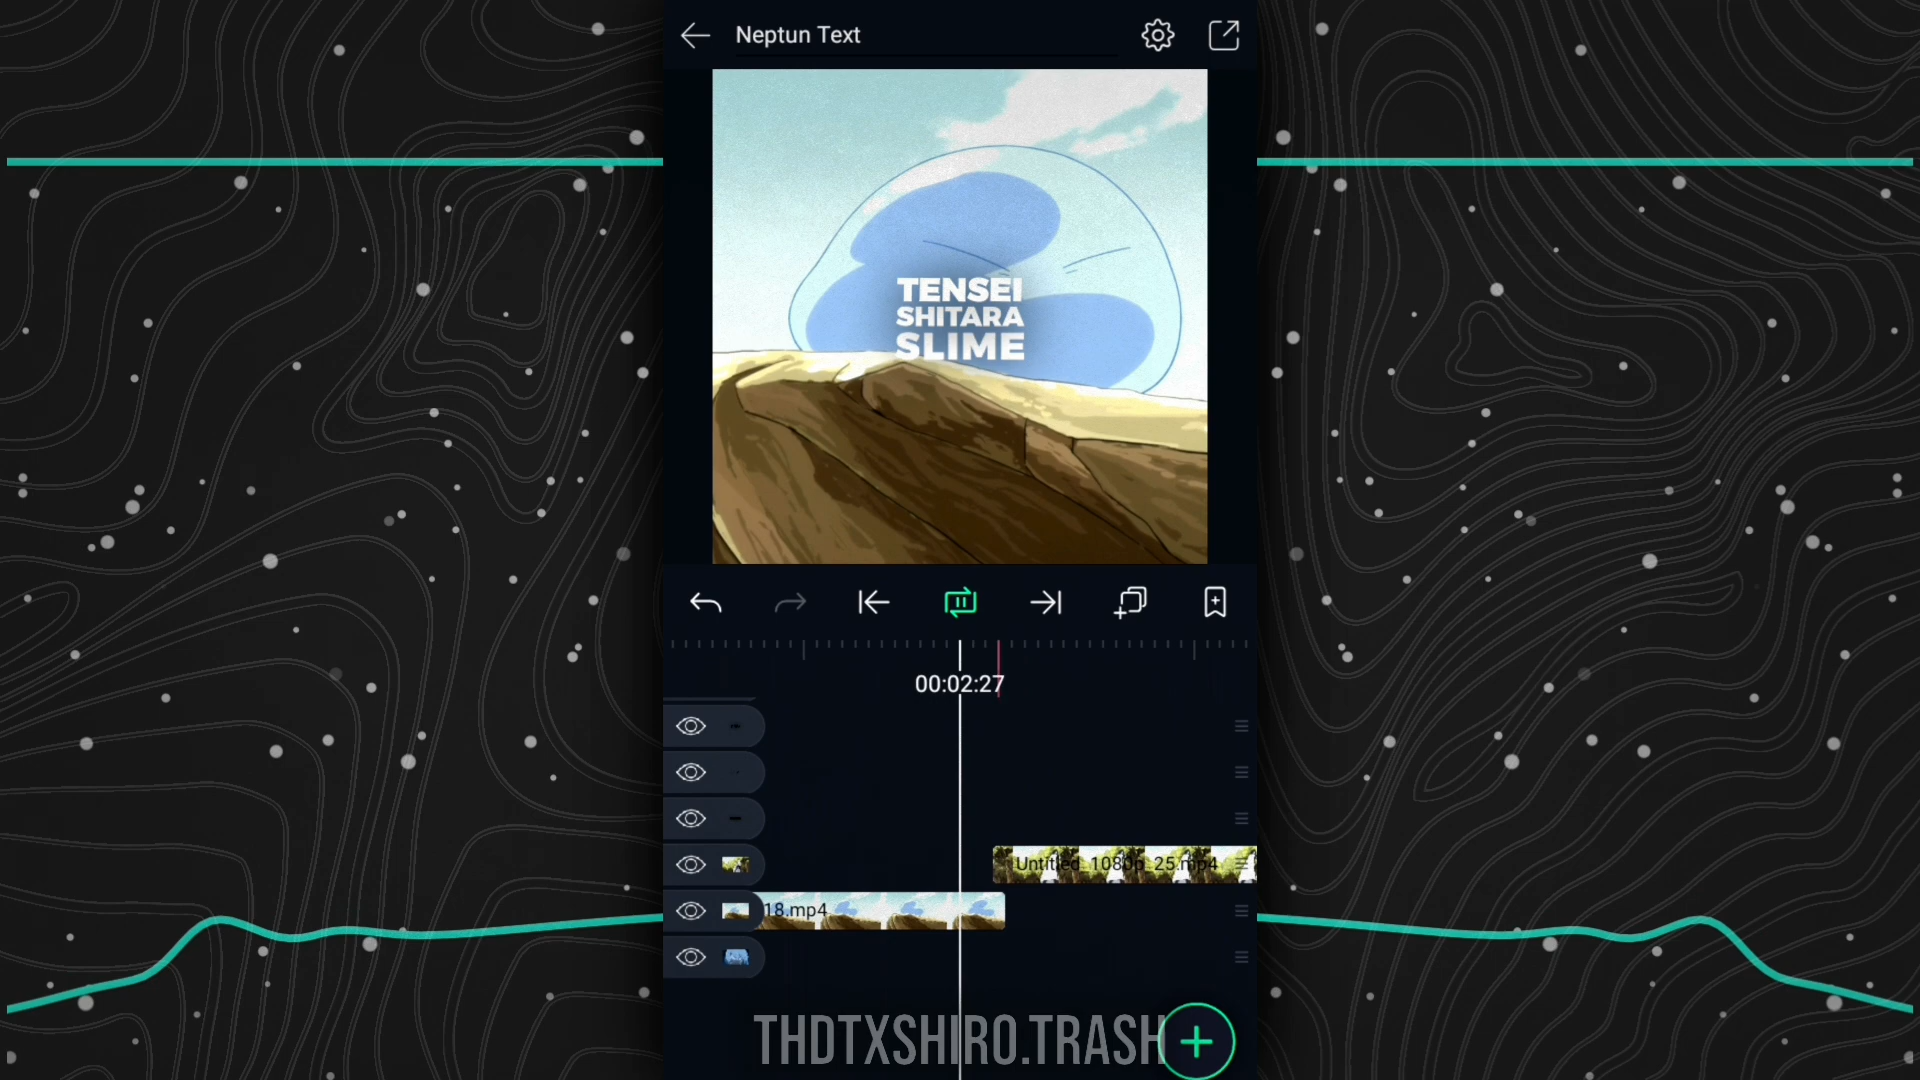 Neptun Text
TENSEI
SHITARA
SLIME
00:02:27
Untitled_1080p_25.mp4
18.mp4
THDTXSHIRO.TRASH